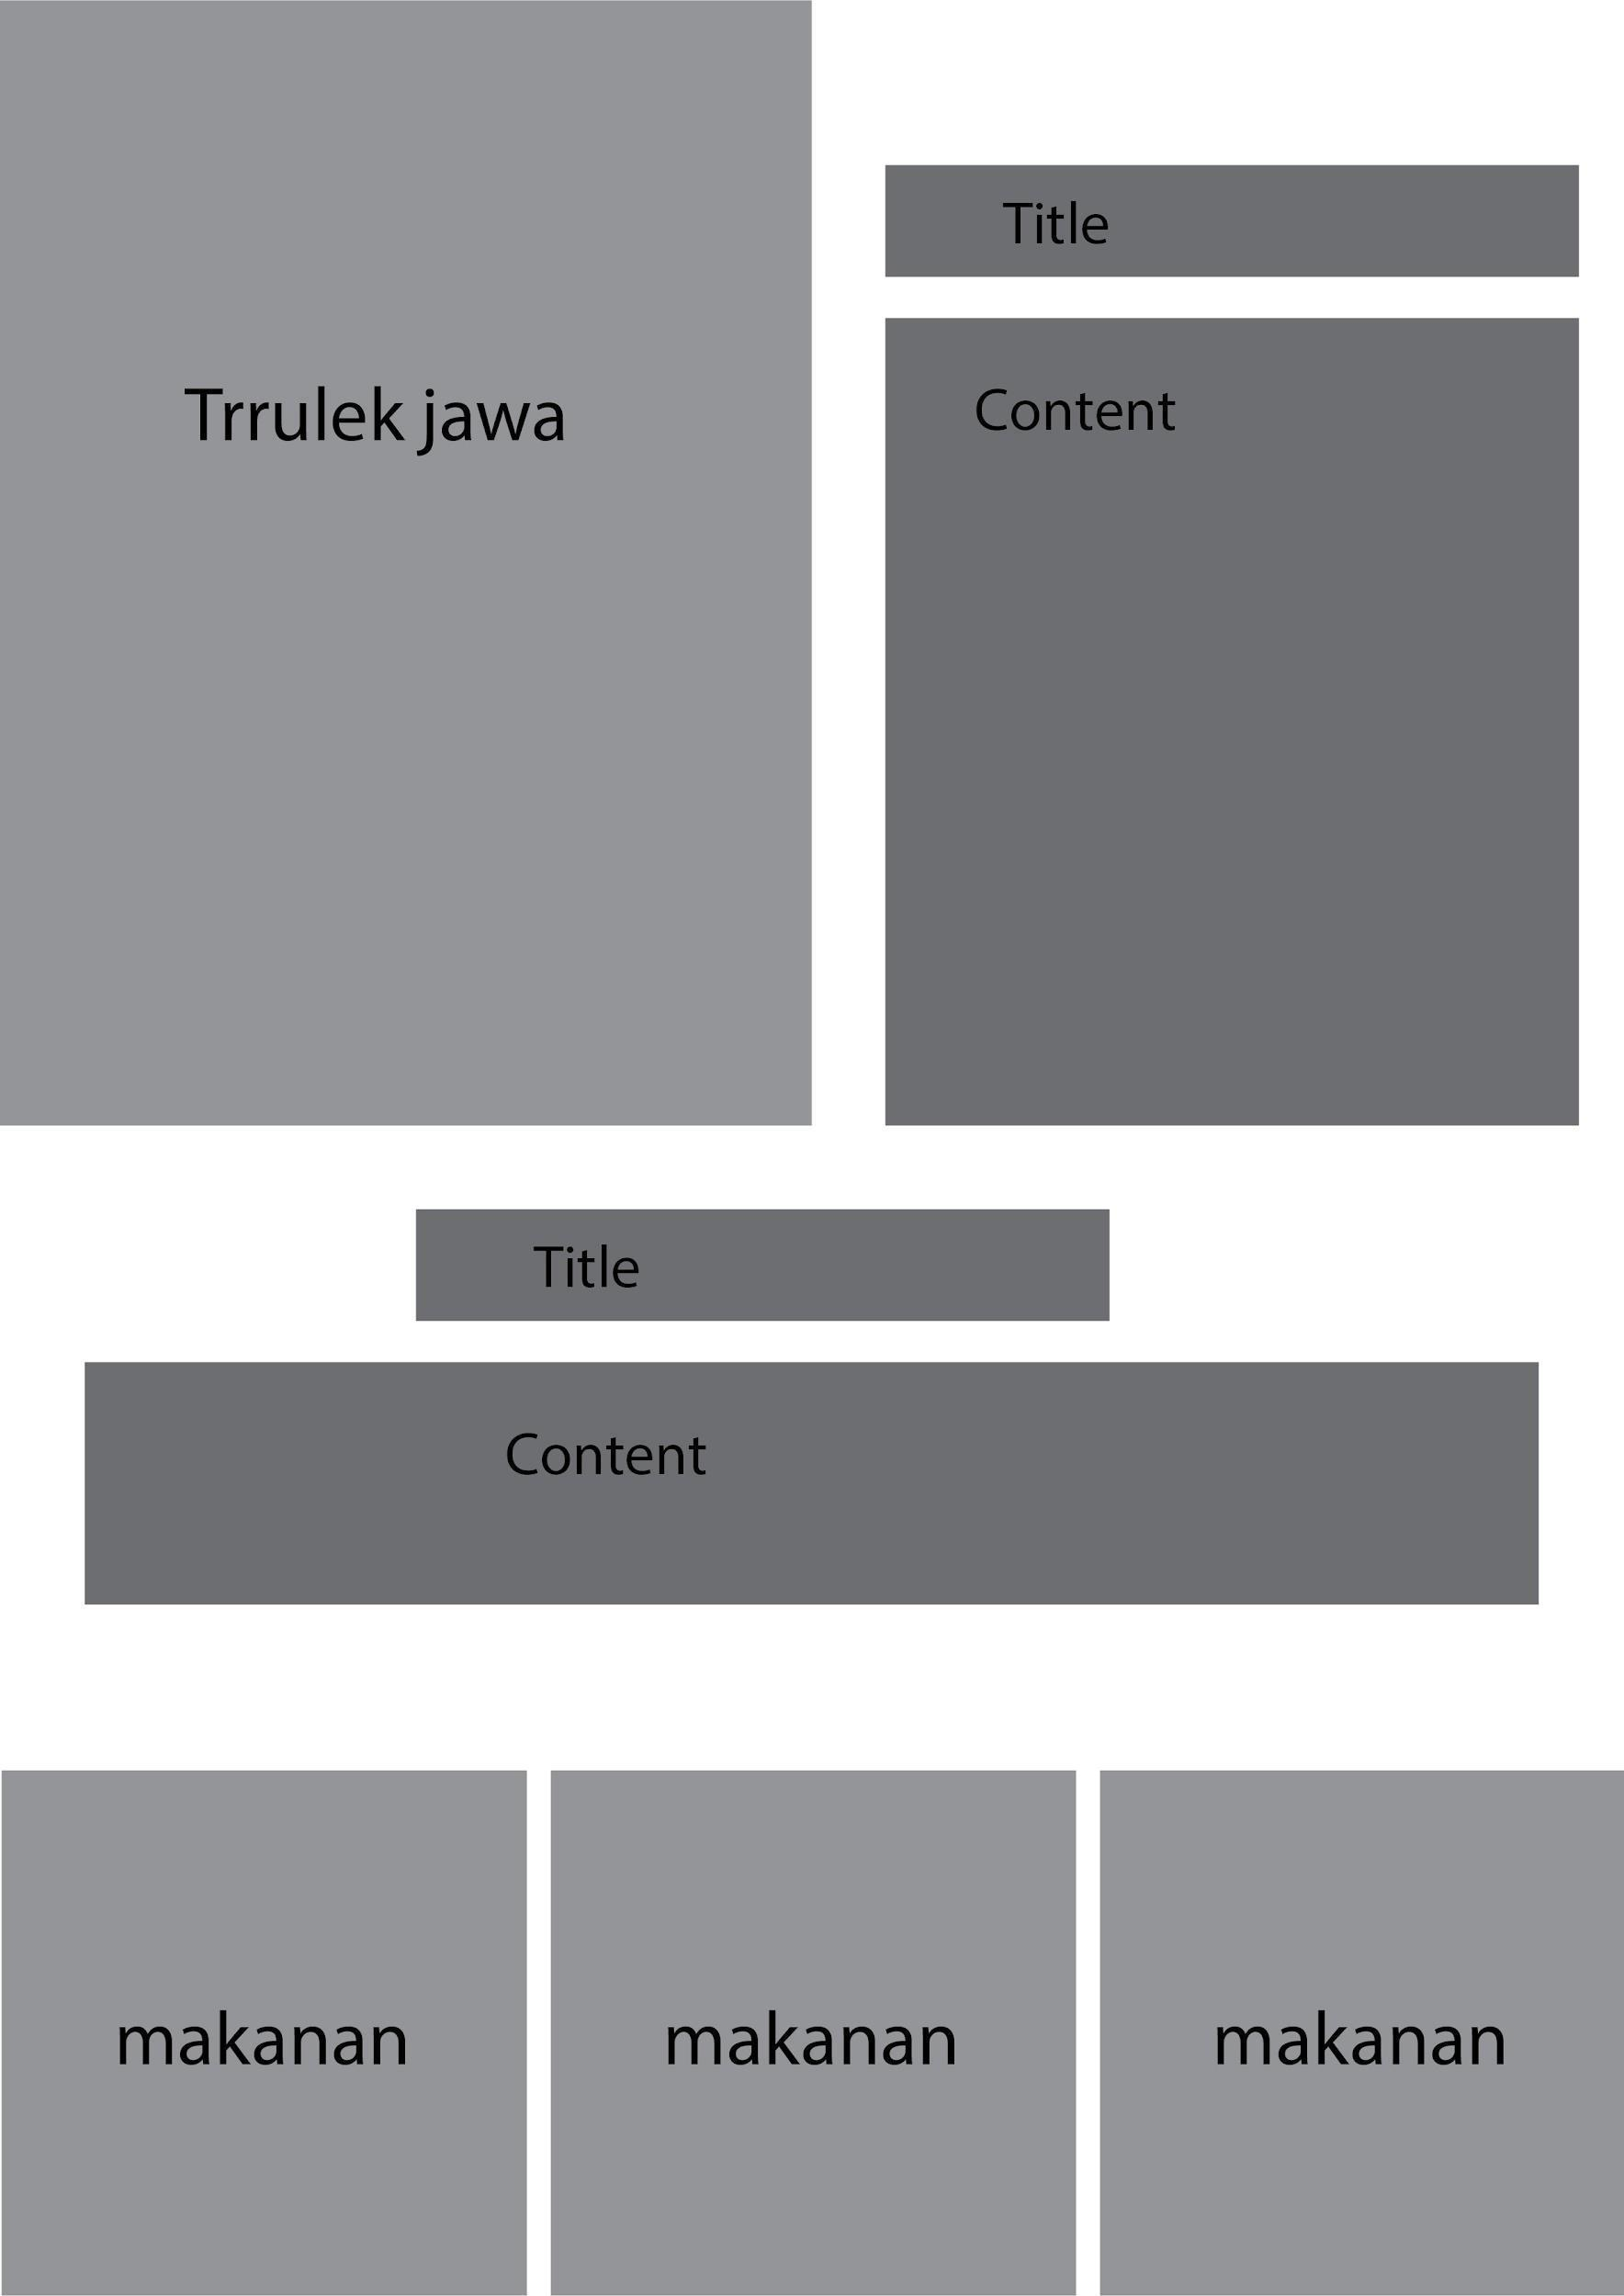 Trrulek jawa
Title
Content
Title
Content
makanan
makanan
makanan